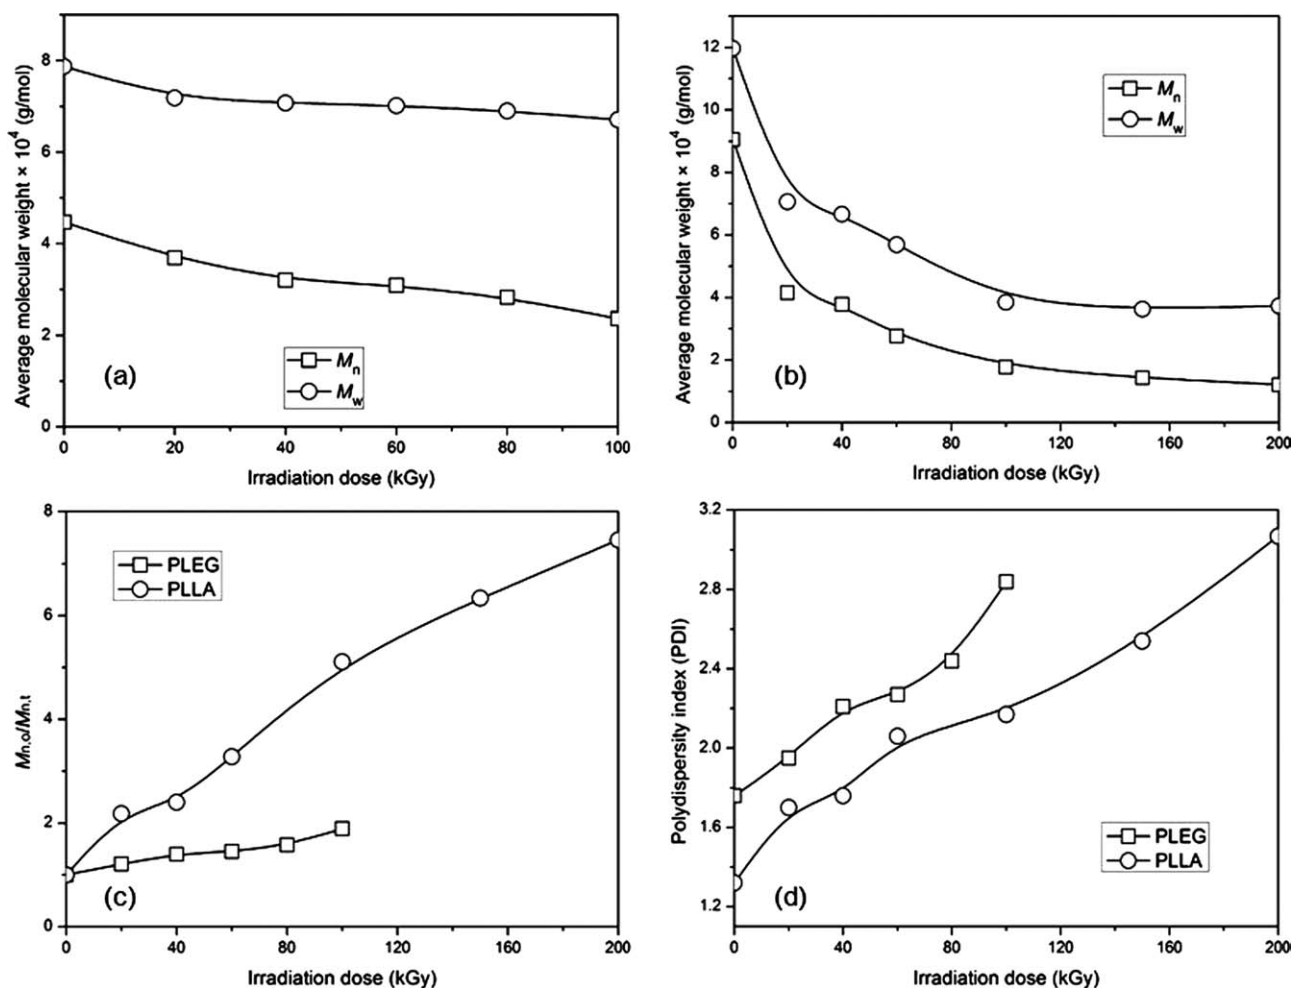 Average molecular weight × 10⁴ (g/mol)
8
6
4
2
0
(a)
Mn
Mw
0 20 40 60 80 100
Irradiation dose (kGy)
Average molecular weight × 10⁴ (g/mol)
12
10
8
6
4
2
0
Mn
Mw
(b)
0 40 80 120 160 200
Irradiation dose (kGy)
Mn,o/Mn,t
8
6
4
2
0
PLEG
PLLA
(c)
0 40 80 120 160 200
Irradiation dose (kGy)
Polydispersity index (PDI)
3.2
2.8
2.4
2.0
1.6
1.2
PLEG
PLLA
(d)
0 40 80 120 160 200
Irradiation dose (kGy)